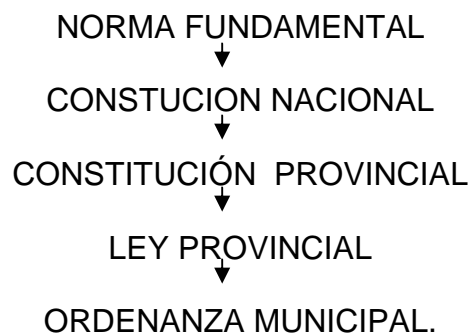 NORMA FUNDAMENTAL
CONSTUCION NACIONAL
CONSTITUCIÓN PROVINCIAL
LEY PROVINCIAL
ORDENANZA MUNICIPAL.